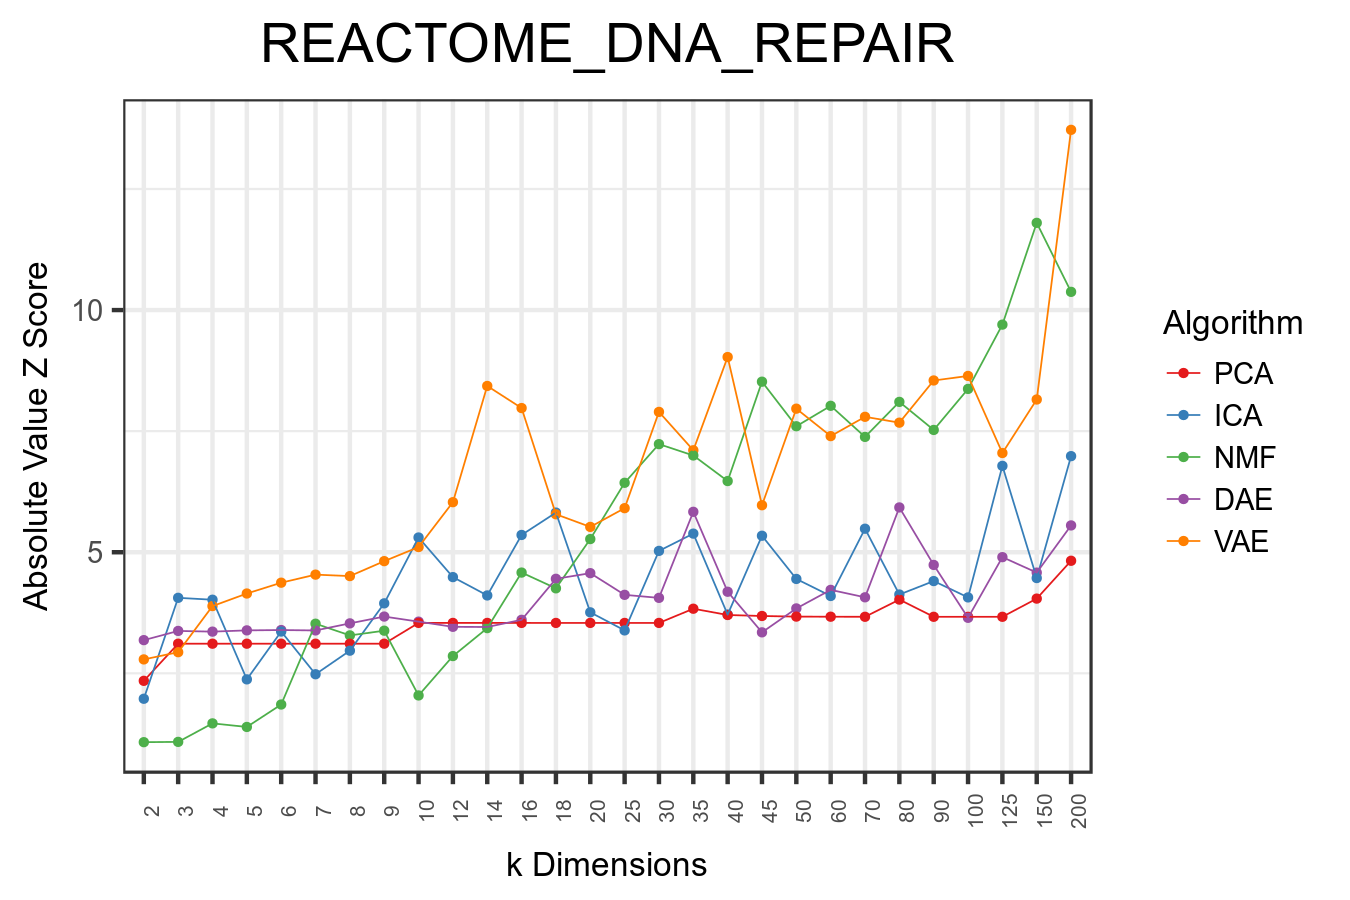 REACTOME_DNA_REPAIR
Absolute Value Z Score
10
5
2 3 4 5 6 7 8 9 10 12 14 16 18 20 25 30 35 40 45 50 60 70 80 90 100 125 150 200
k Dimensions
Algorithm
PCA
ICA
NMF
DAE
VAE